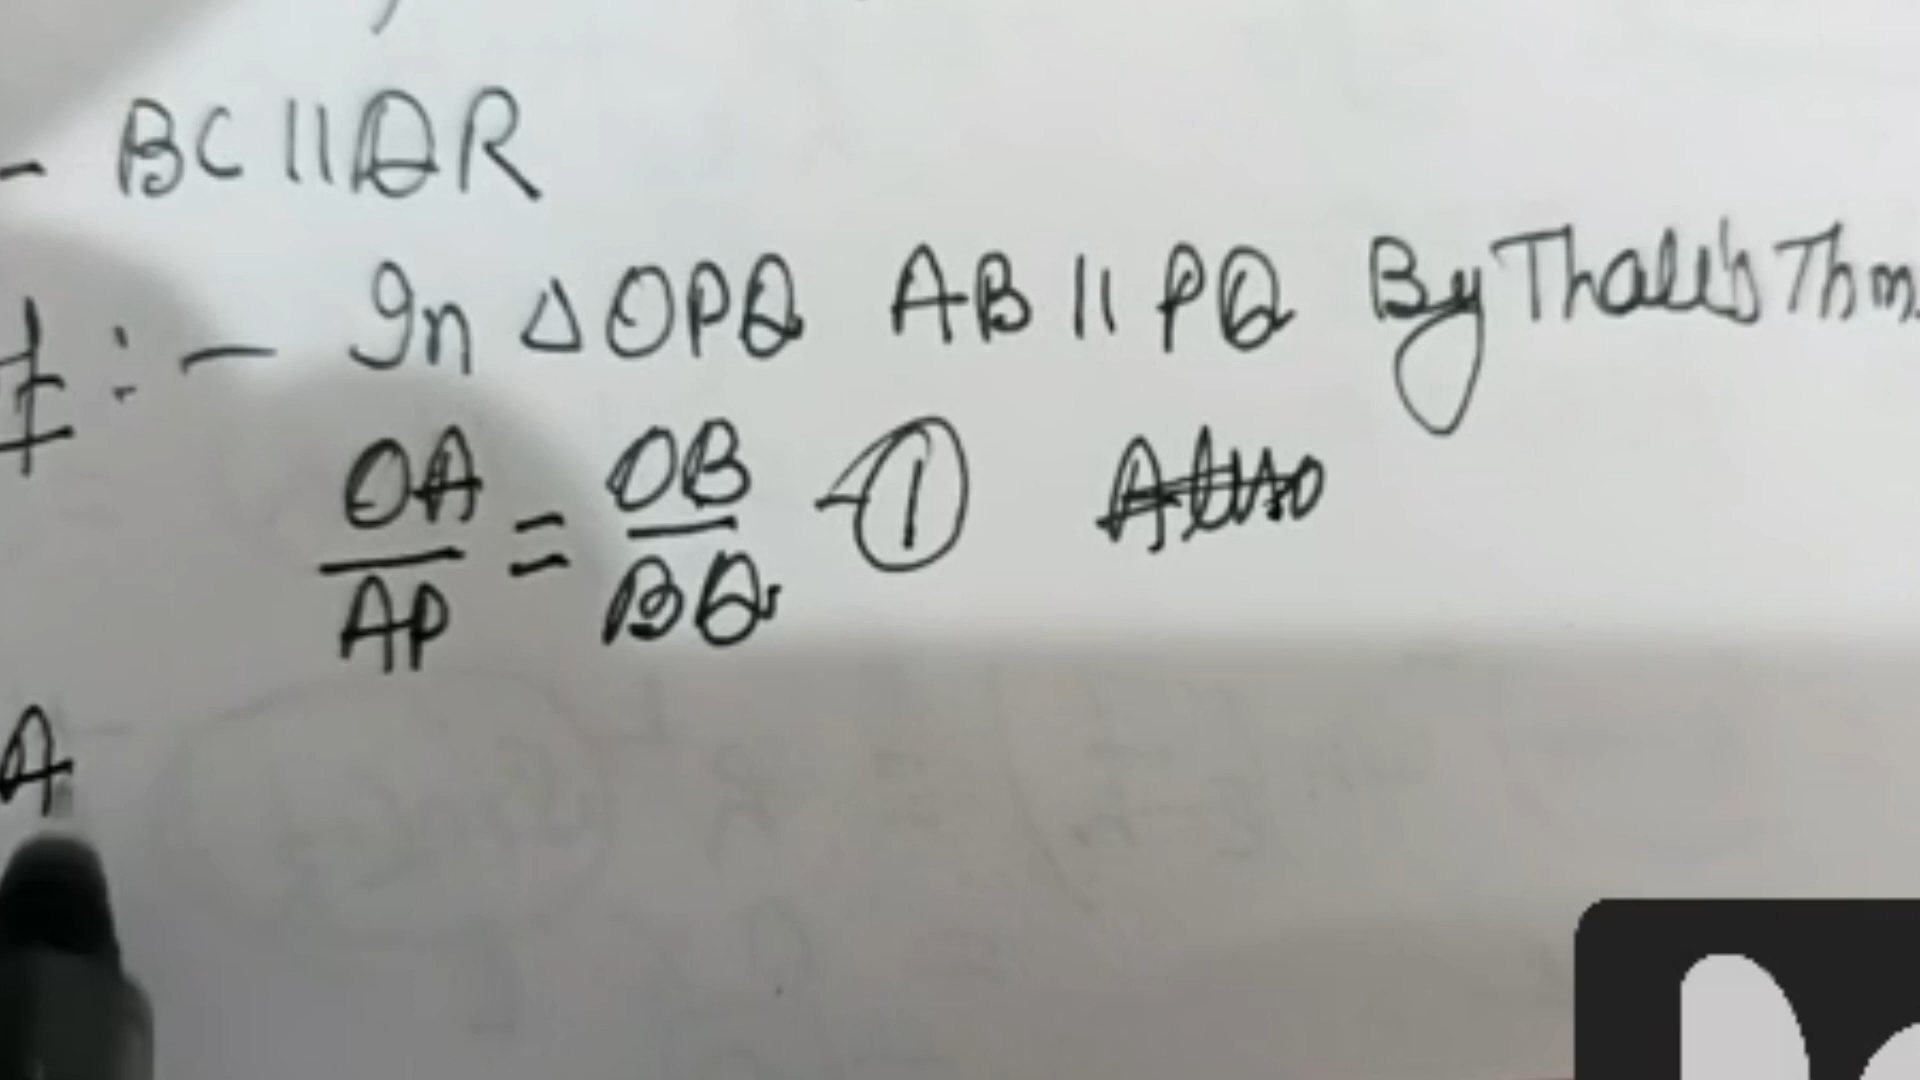 - BC || QR
:- In △OPQ AB || PQ By Thale's Thm.
OA/AP = OB/BQ - ①
A